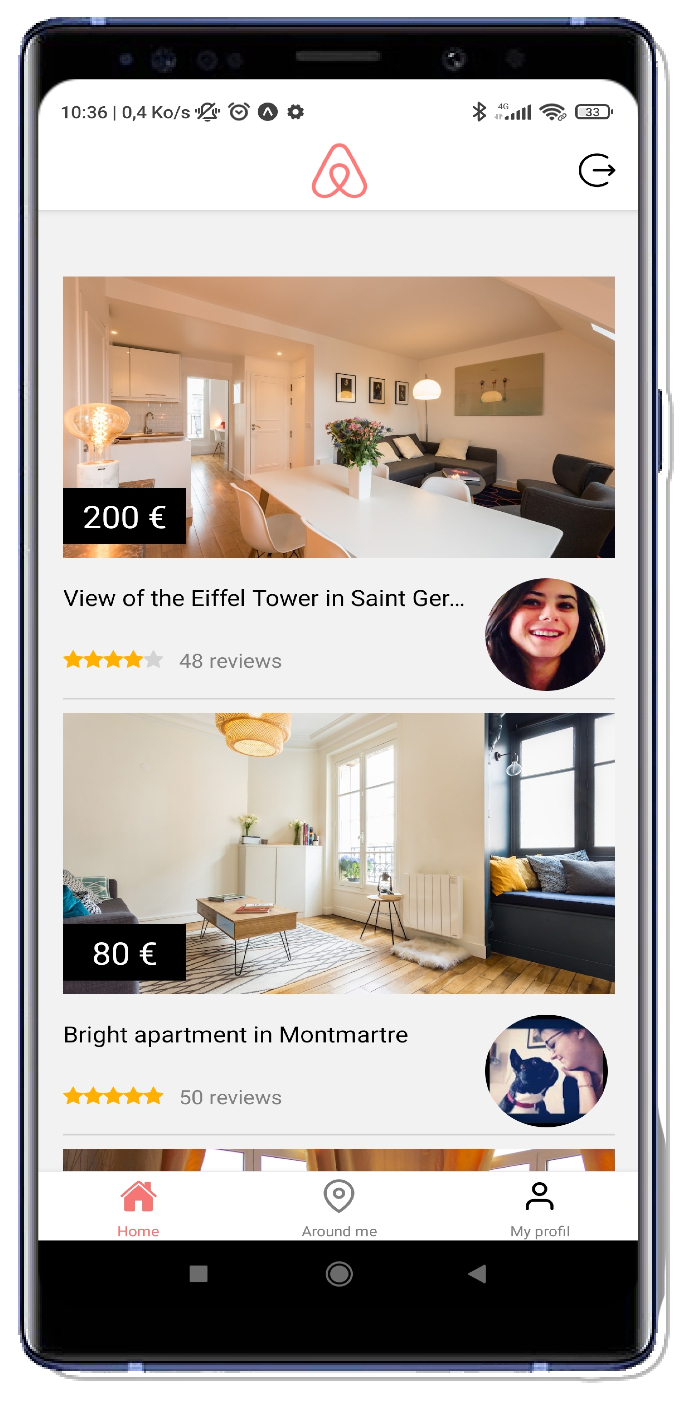 10:36 | 0,4 Ko/s
4G
33
200 €
View of the Eiffel Tower in Saint Ger...
48 reviews
80 €
Bright apartment in Montmartre
50 reviews
Home
Around me
My profil